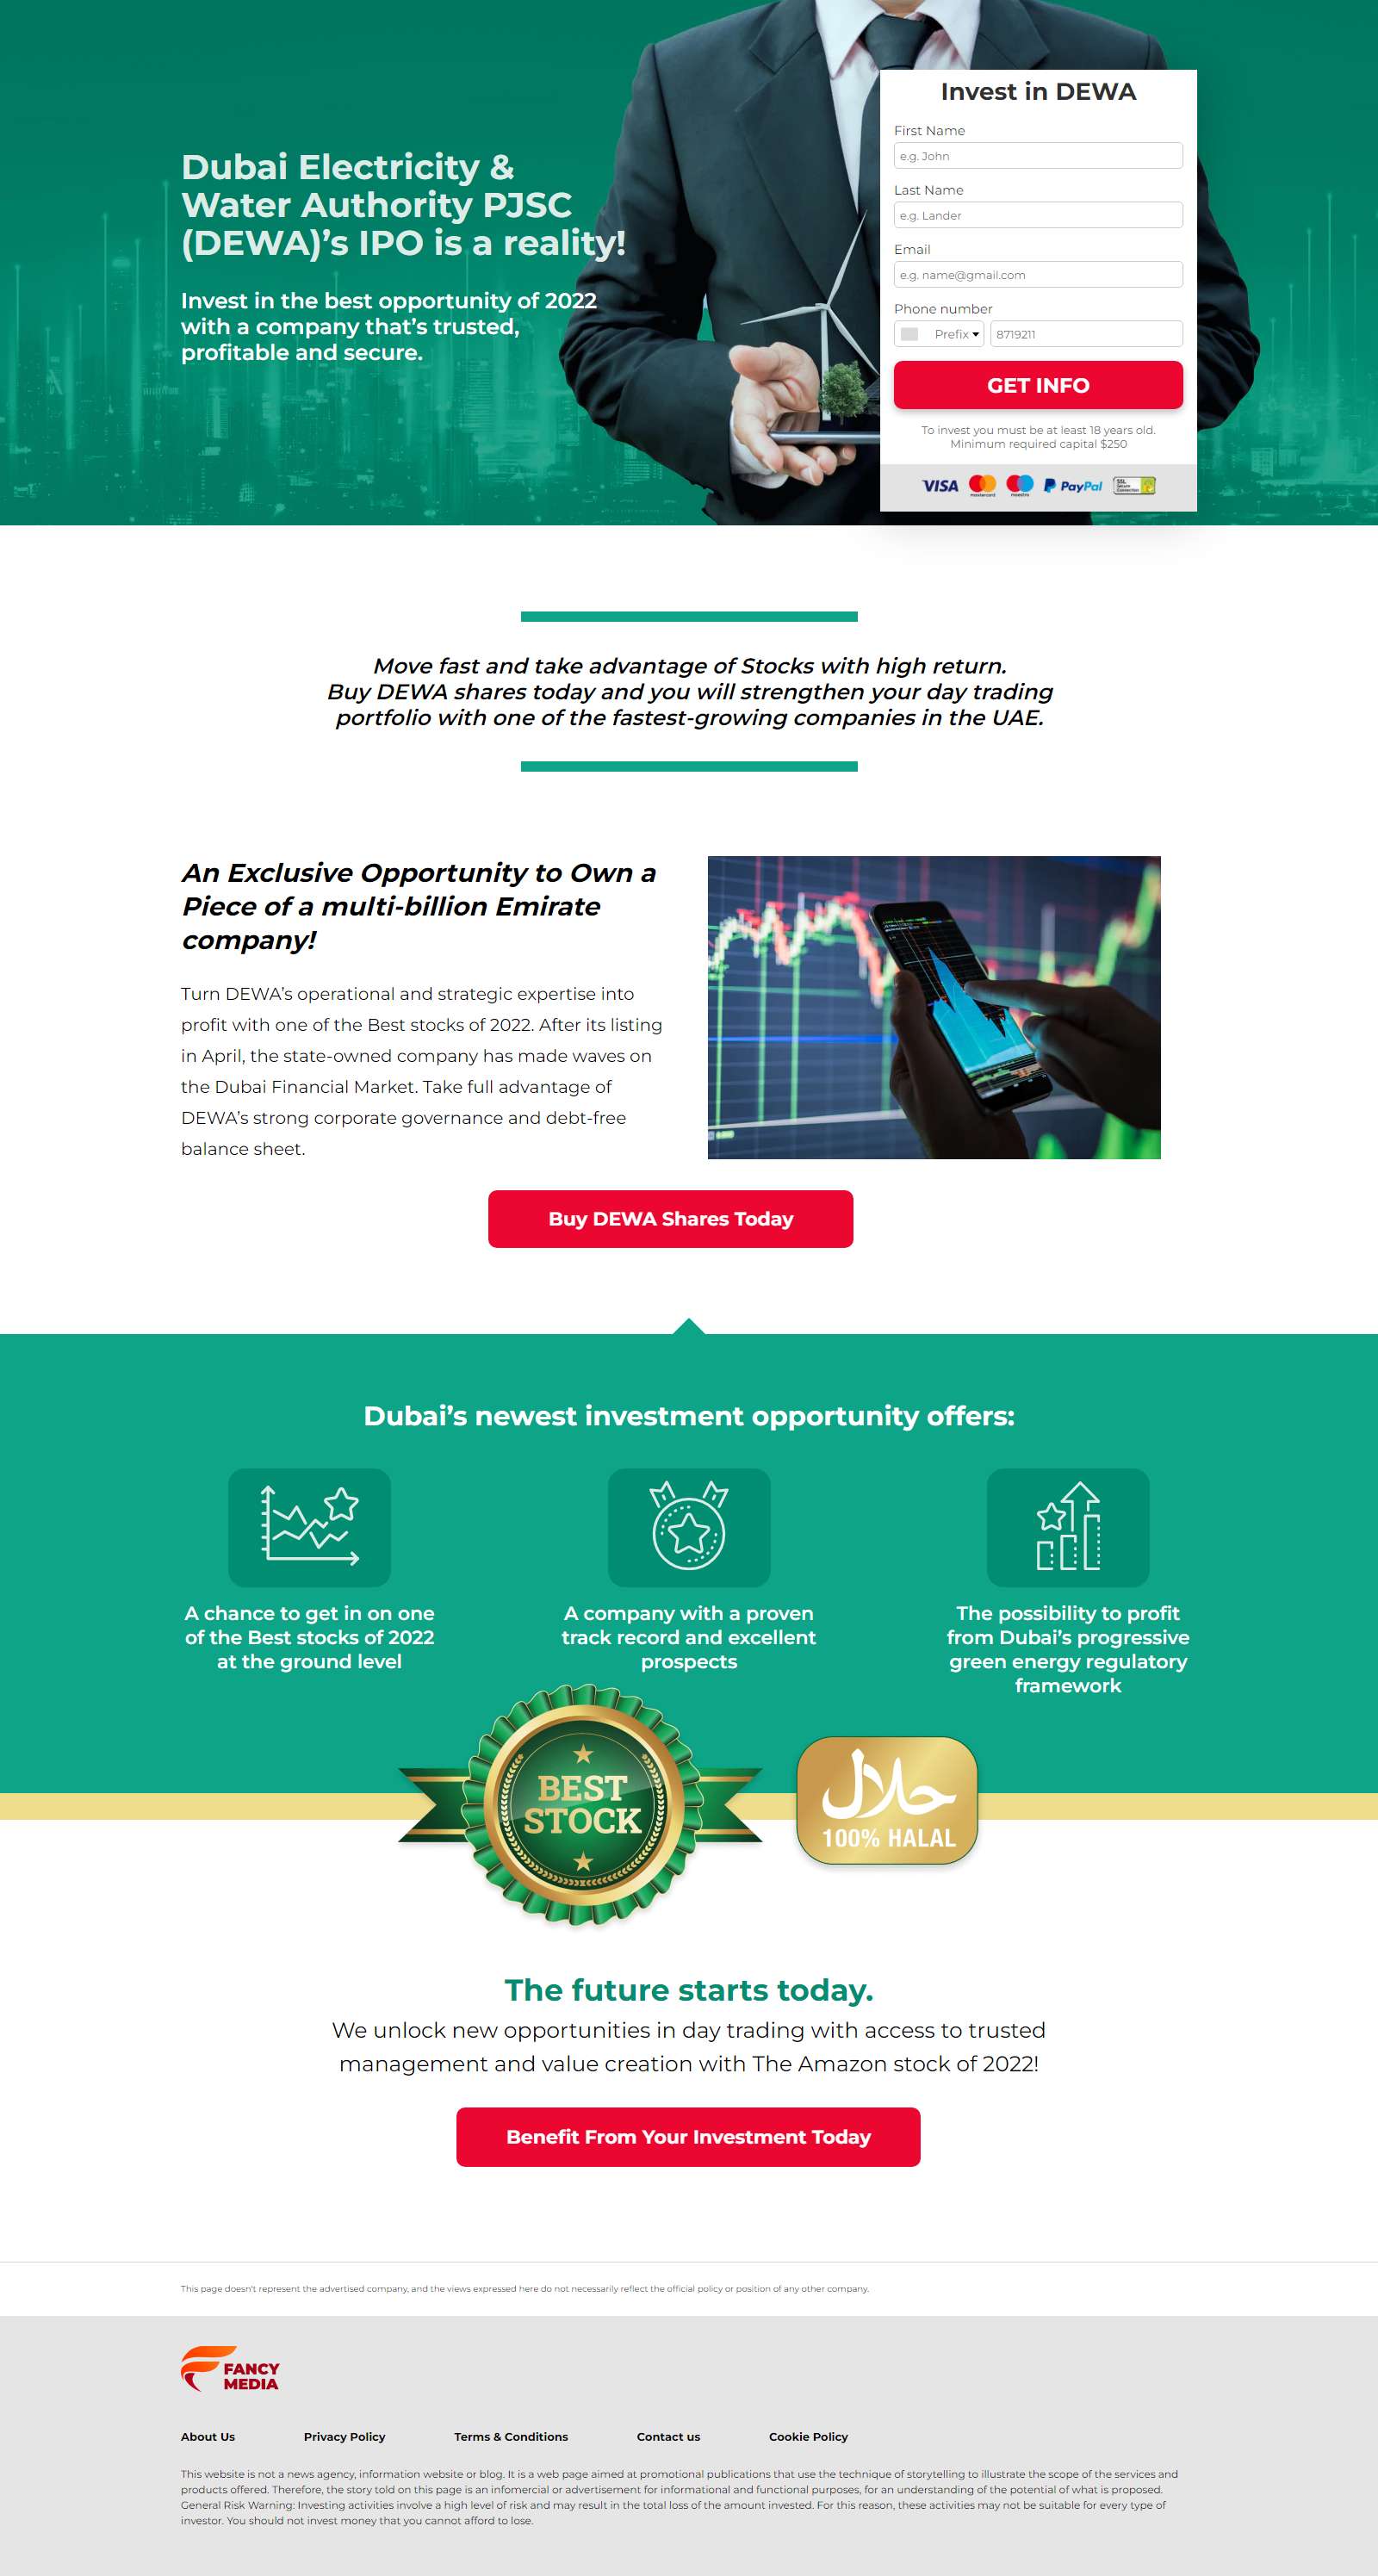 Dubai Electricity &
Water Authority PJSC
(DEWA)’s IPO is a reality!
Invest in the best opportunity of 2022
with a company that’s trusted,
profitable and secure.
Invest in DEWA
First Name
e.g. John
Last Name
e.g. Lander
Email
e.g. name@gmail.com
Phone number
Prefix
8719211
GET INFO
To invest you must be at least 18 years old.
Minimum required capital $250
VISA
mastercard
maestro
PayPal
Move fast and take advantage of Stocks with high return.
Buy DEWA shares today and you will strengthen your day trading
portfolio with one of the fastest-growing companies in the UAE.
An Exclusive Opportunity to Own a
Piece of a multi-billion Emirate
company!
Turn DEWA’s operational and strategic expertise into
profit with one of the Best stocks of 2022. After its listing
in April, the state-owned company has made waves on
the Dubai Financial Market. Take full advantage of
DEWA’s strong corporate governance and debt-free
balance sheet.
Buy DEWA Shares Today
Dubai’s newest investment opportunity offers:
A chance to get in on one
of the Best stocks of 2022
at the ground level
A company with a proven
track record and excellent
prospects
The possibility to profit
from Dubai’s progressive
green energy regulatory
framework
BEST
STOCK
حلال
100% HALAL
The future starts today.
We unlock new opportunities in day trading with access to trusted
management and value creation with The Amazon stock of 2022!
Benefit From Your Investment Today
This page doesn't represent the advertised company, and the views expressed here do not necessarily reflect the official policy or position of any other company.
FANCY
MEDIA
About Us
Privacy Policy
Terms & Conditions
Contact us
Cookie Policy
This website is not a news agency, information website or blog. It is a web page aimed at promotional publications that use the technique of storytelling to illustrate the scope of the services and
products offered. Therefore, the story told on this page is an infomercial or advertisement for informational and functional purposes, for an understanding of the potential of what is proposed.
General Risk Warning: Investing activities involve a high level of risk and may result in the total loss of the amount invested. For this reason, these activities may not be suitable for every type of
investor. You should not invest money that you cannot afford to lose.